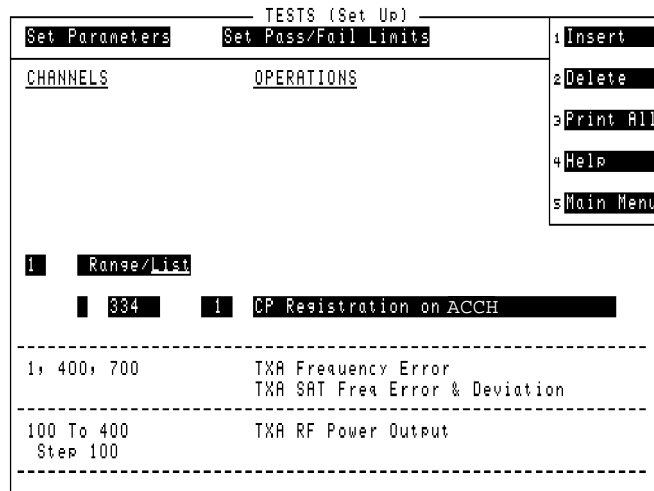 TESTS (Set Up)
Set Parameters Set Pass/Fail Limits
CHANNELS OPERATIONS
1 Insert
2 Delete
3 Print All
4 Help
5 Main Menu
1 Range/List
334 1 CP Registration on ACCH
1, 400, 700 TXA Frequency Error
TXA SAT Freq Error & Deviation
100 To 400 TXA RF Power Output
Step 100